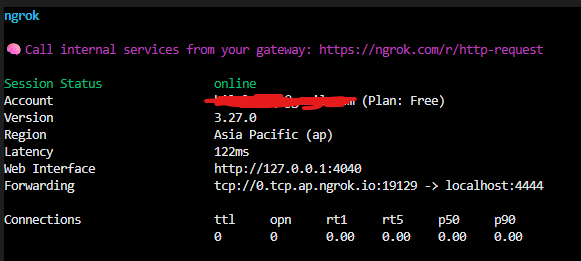 ngrok
Call internal services from your gateway: https://ngrok.com/r/http-request
Session Status online
Account (Plan: Free)
Version 3.27.0
Region Asia Pacific (ap)
Latency 122ms
Web Interface http://127.0.0.1:4040
Forwarding tcp://0.tcp.ap.ngrok.io:19129 -> localhost:4444
Connections ttl opn rt1 rt5 p50 p90
0 0 0.00 0.00 0.00 0.00